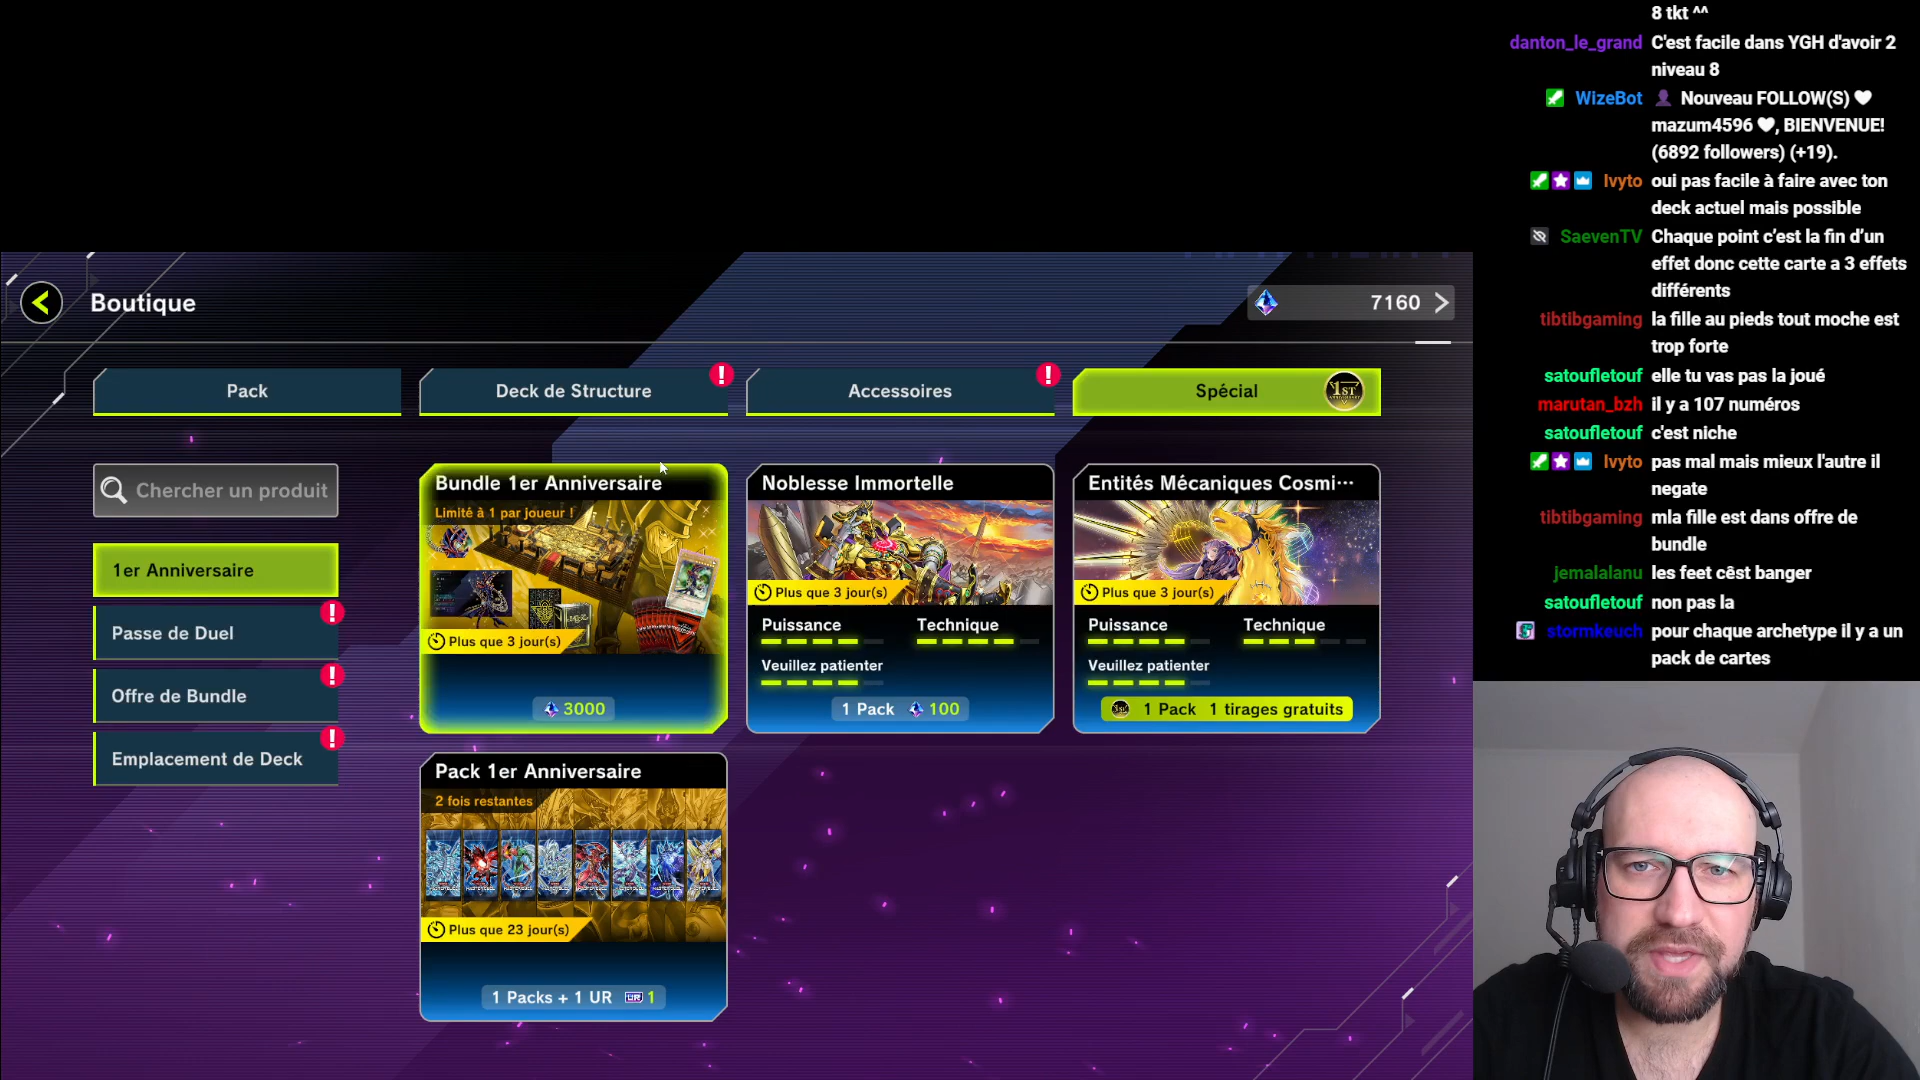 Boutique
7160
Pack
Deck de Structure
!
Accessoires
!
Spécial
1ST
Chercher un produit
1er Anniversaire
Passe de Duel
!
Offre de Bundle
!
Emplacement de Deck
!
Bundle 1er Anniversaire
Limité à 1 par joueur !
Plus que 3 jour(s)
3000
Noblesse Immortelle
Plus que 3 jour(s)
Puissance
Technique
Veuillez patienter
1 Pack 100
Entités Mécaniques Cosmi···
Plus que 3 jour(s)
Puissance
Technique
Veuillez patienter
1 Pack 1 tirages gratuits
Pack 1er Anniversaire
2 fois restantes
Plus que 23 jour(s)
1 Packs + 1 UR UR 1
8 tkt ^^
danton_le_grand C'est facile dans YGH d'avoir 2
niveau 8
WizeBot Nouveau FOLLOW(S)
mazum4596 , BIENVENUE!
(6892 followers) (+19).
Ivyto oui pas facile à faire avec ton
deck actuel mais possible
SaevenTV Chaque point c’est la fin d’un
effet donc cette carte a 3 effets
différents
tibtibgaming la fille au pieds tout moche est
trop forte
satoufletouf elle tu vas pas la joué
marutan_bzh il y a 107 numéros
satoufletouf c'est niche
Ivyto pas mal mais mieux l'autre il
negate
tibtibgaming mla fille est dans offre de
bundle
jemalalanu les feet cêst banger
satoufletouf non pas la
stormkeuch pour chaque archetype il y a un
pack de cartes